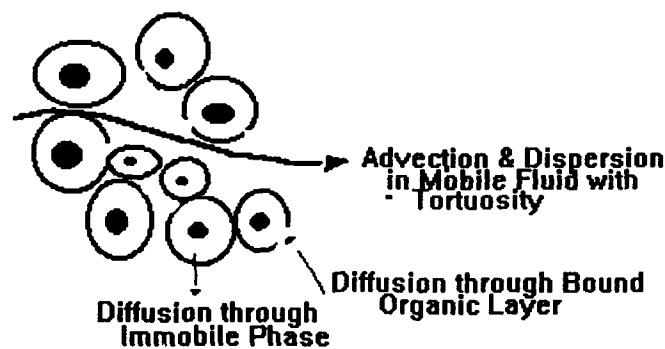 Advection & Dispersion
in Mobile Fluid with
Tortuosity
Diffusion through Bound
Organic Layer
Diffusion through
Immobile Phase